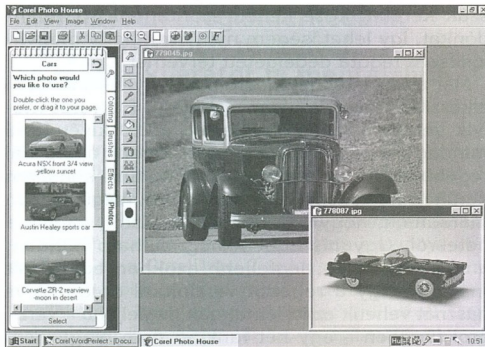 Corel Photo House
File Edit View Image Window Help
Cars
Which photo would
you like to use?
Double-click the one you
prefer, or drag it to your page.
Acura NSX front 3/4 view
-yellow sunset
Austin Healey sports car
Corvette ZR-2 rearview
-moon in desert
Select
Coloring
Brushes
Effects
Photos
A
F
779045.jpg
776087.jpg
Start
Corel WordPerfect - [Docu...
Corel Photo House
10:51